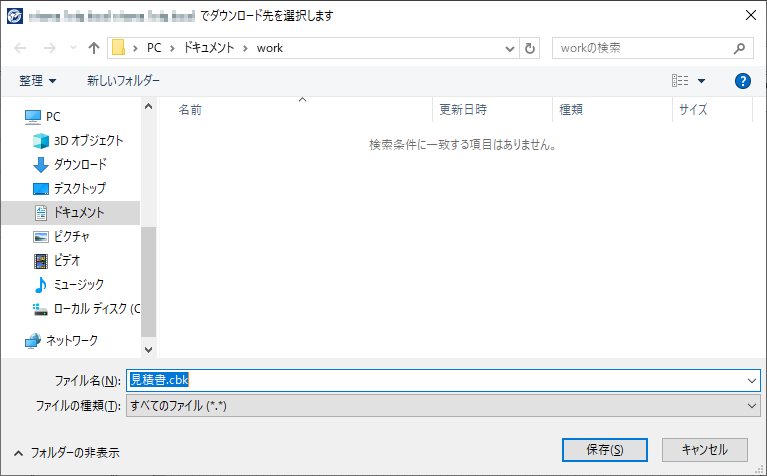 でダウンロード先を選択します
PC > ドキュメント > work
workの検索
整理 新しいフォルダー
名前 更新日時 種類 サイズ
検索条件に一致する項目はありません。
PC
3D オブジェクト
ダウンロード
デスクトップ
ドキュメント
ピクチャ
ビデオ
ミュージック
ローカル ディスク (C
ネットワーク
ファイル名(N): 見積書.cbk
ファイルの種類(T): すべてのファイル (*.*)
フォルダーの非表示
保存(S) キャンセル